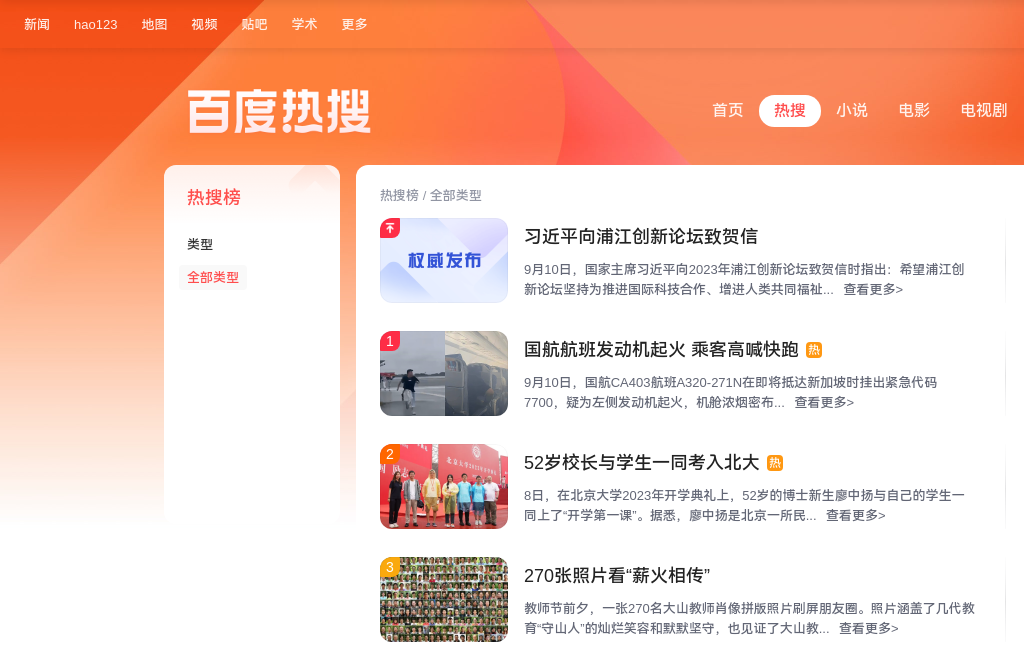 新闻 hao123 地图 视频 贴吧 学术 更多
百度热搜
首页 热搜 小说 电影 电视剧
热搜榜
类型
全部类型
热搜榜 / 全部类型
权威发布
习近平向浦江创新论坛致贺信
9月10日，国家主席习近平向2023年浦江创新论坛致贺信时指出：希望浦江创
新论坛坚持为推进国际科技合作、增进人类共同福祉... 查看更多>
1
国航航班发动机起火 乘客高喊快跑 热
9月10日，国航CA403航班A320-271N在即将抵达新加坡时挂出紧急代码
7700，疑为左侧发动机起火，机舱浓烟密布... 查看更多>
2
52岁校长与学生一同考入北大 热
8日，在北京大学2023年开学典礼上，52岁的博士新生廖中扬与自己的学生一
同上了“开学第一课”。据悉，廖中扬是北京一所民... 查看更多>
3
270张照片看“薪火相传”
教师节前夕，一张270名大山教师肖像拼版照片刷屏朋友圈。照片涵盖了几代教
育“守山人”的灿烂笑容和默默坚守，也见证了大山教... 查看更多>